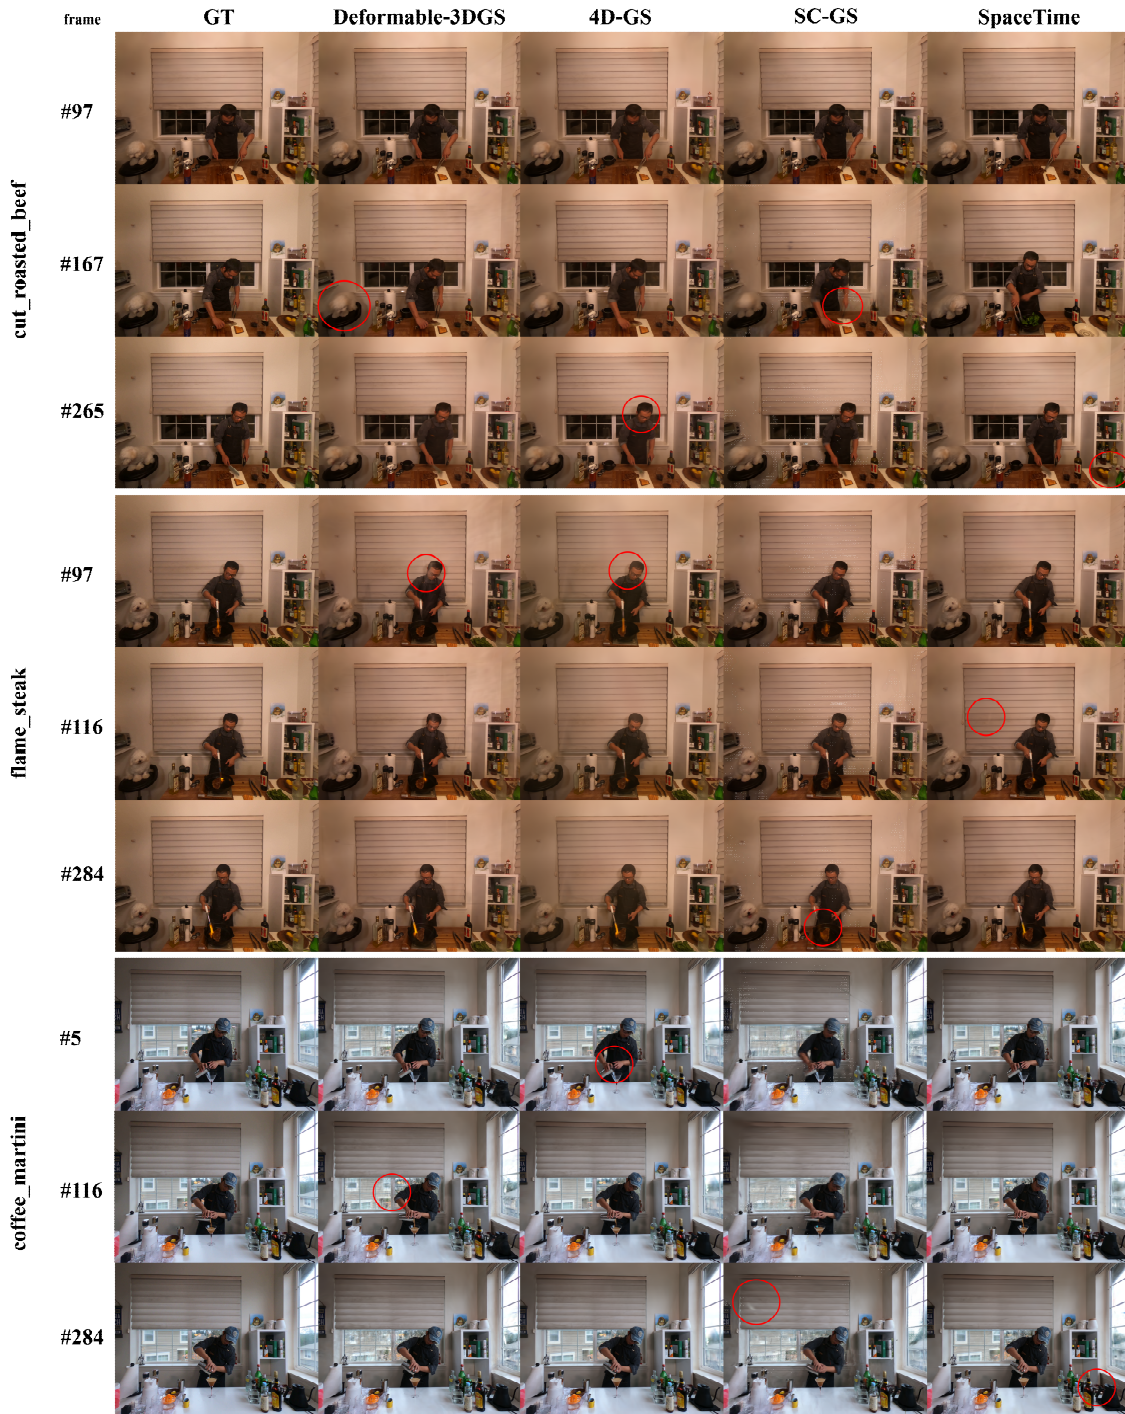 frame GT Deformable-3DGS 4D-GS SC-GS SpaceTime
cut_roasted_beef
#97
#167
#265
flame_steak
#97
#116
#284
coffee_martini
#5
#116
#284